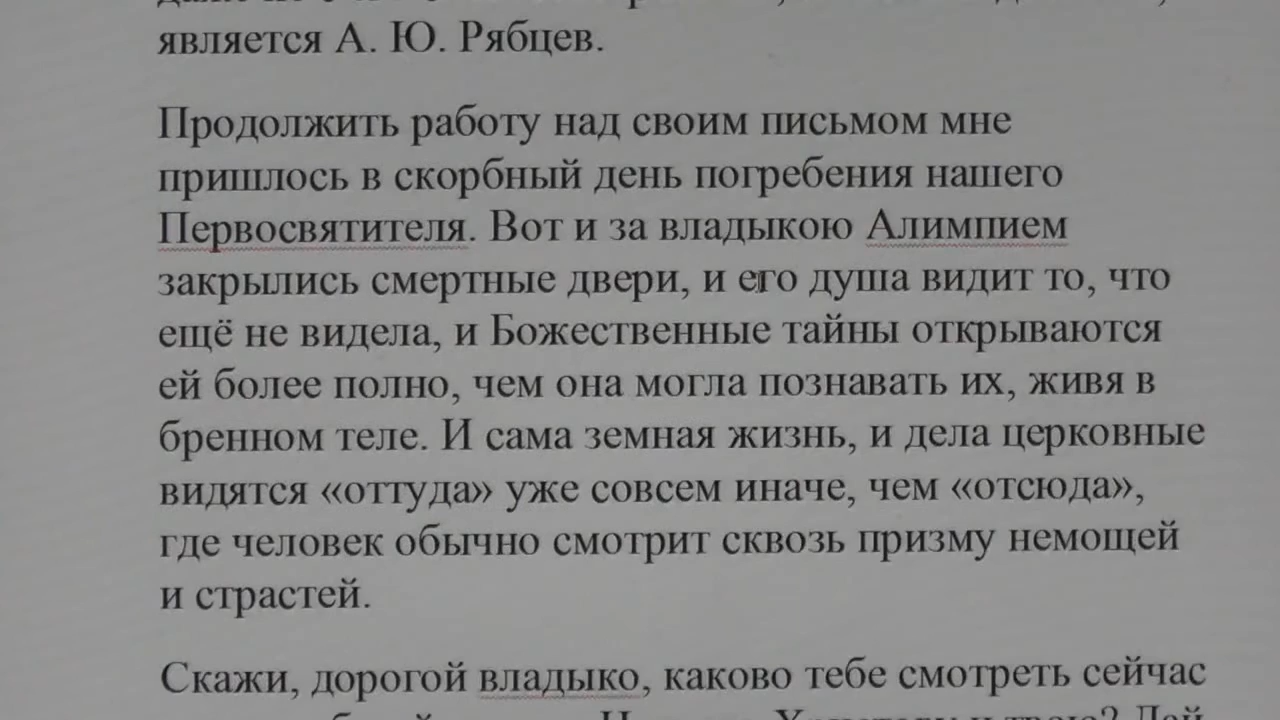 является А. Ю. Рябцев.
Продолжить работу над своим письмом мне
пришлось в скорбный день погребения нашего
Первосвятителя. Вот и за владыкою Алимпием
закрылись смертные двери, и его душа видит то, что
ещё не видела, и Божественные тайны открываются
ей более полно, чем она могла познавать их, живя в
бренном теле. И сама земная жизнь, и дела церковные
видятся «оттуда» уже совсем иначе, чем «отсюда»,
где человек обычно смотрит сквозь призму немощей
и страстей.
Скажи, дорогой владыко, каково тебе смотреть сейчас